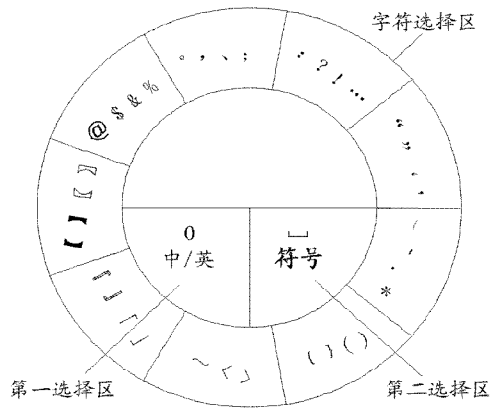 字符选择区
。,、;
:?!…
@$&%
“”‘’
〖〗【】
0
中/英
符号
*
『』「」
()()
第一选择区
第二选择区